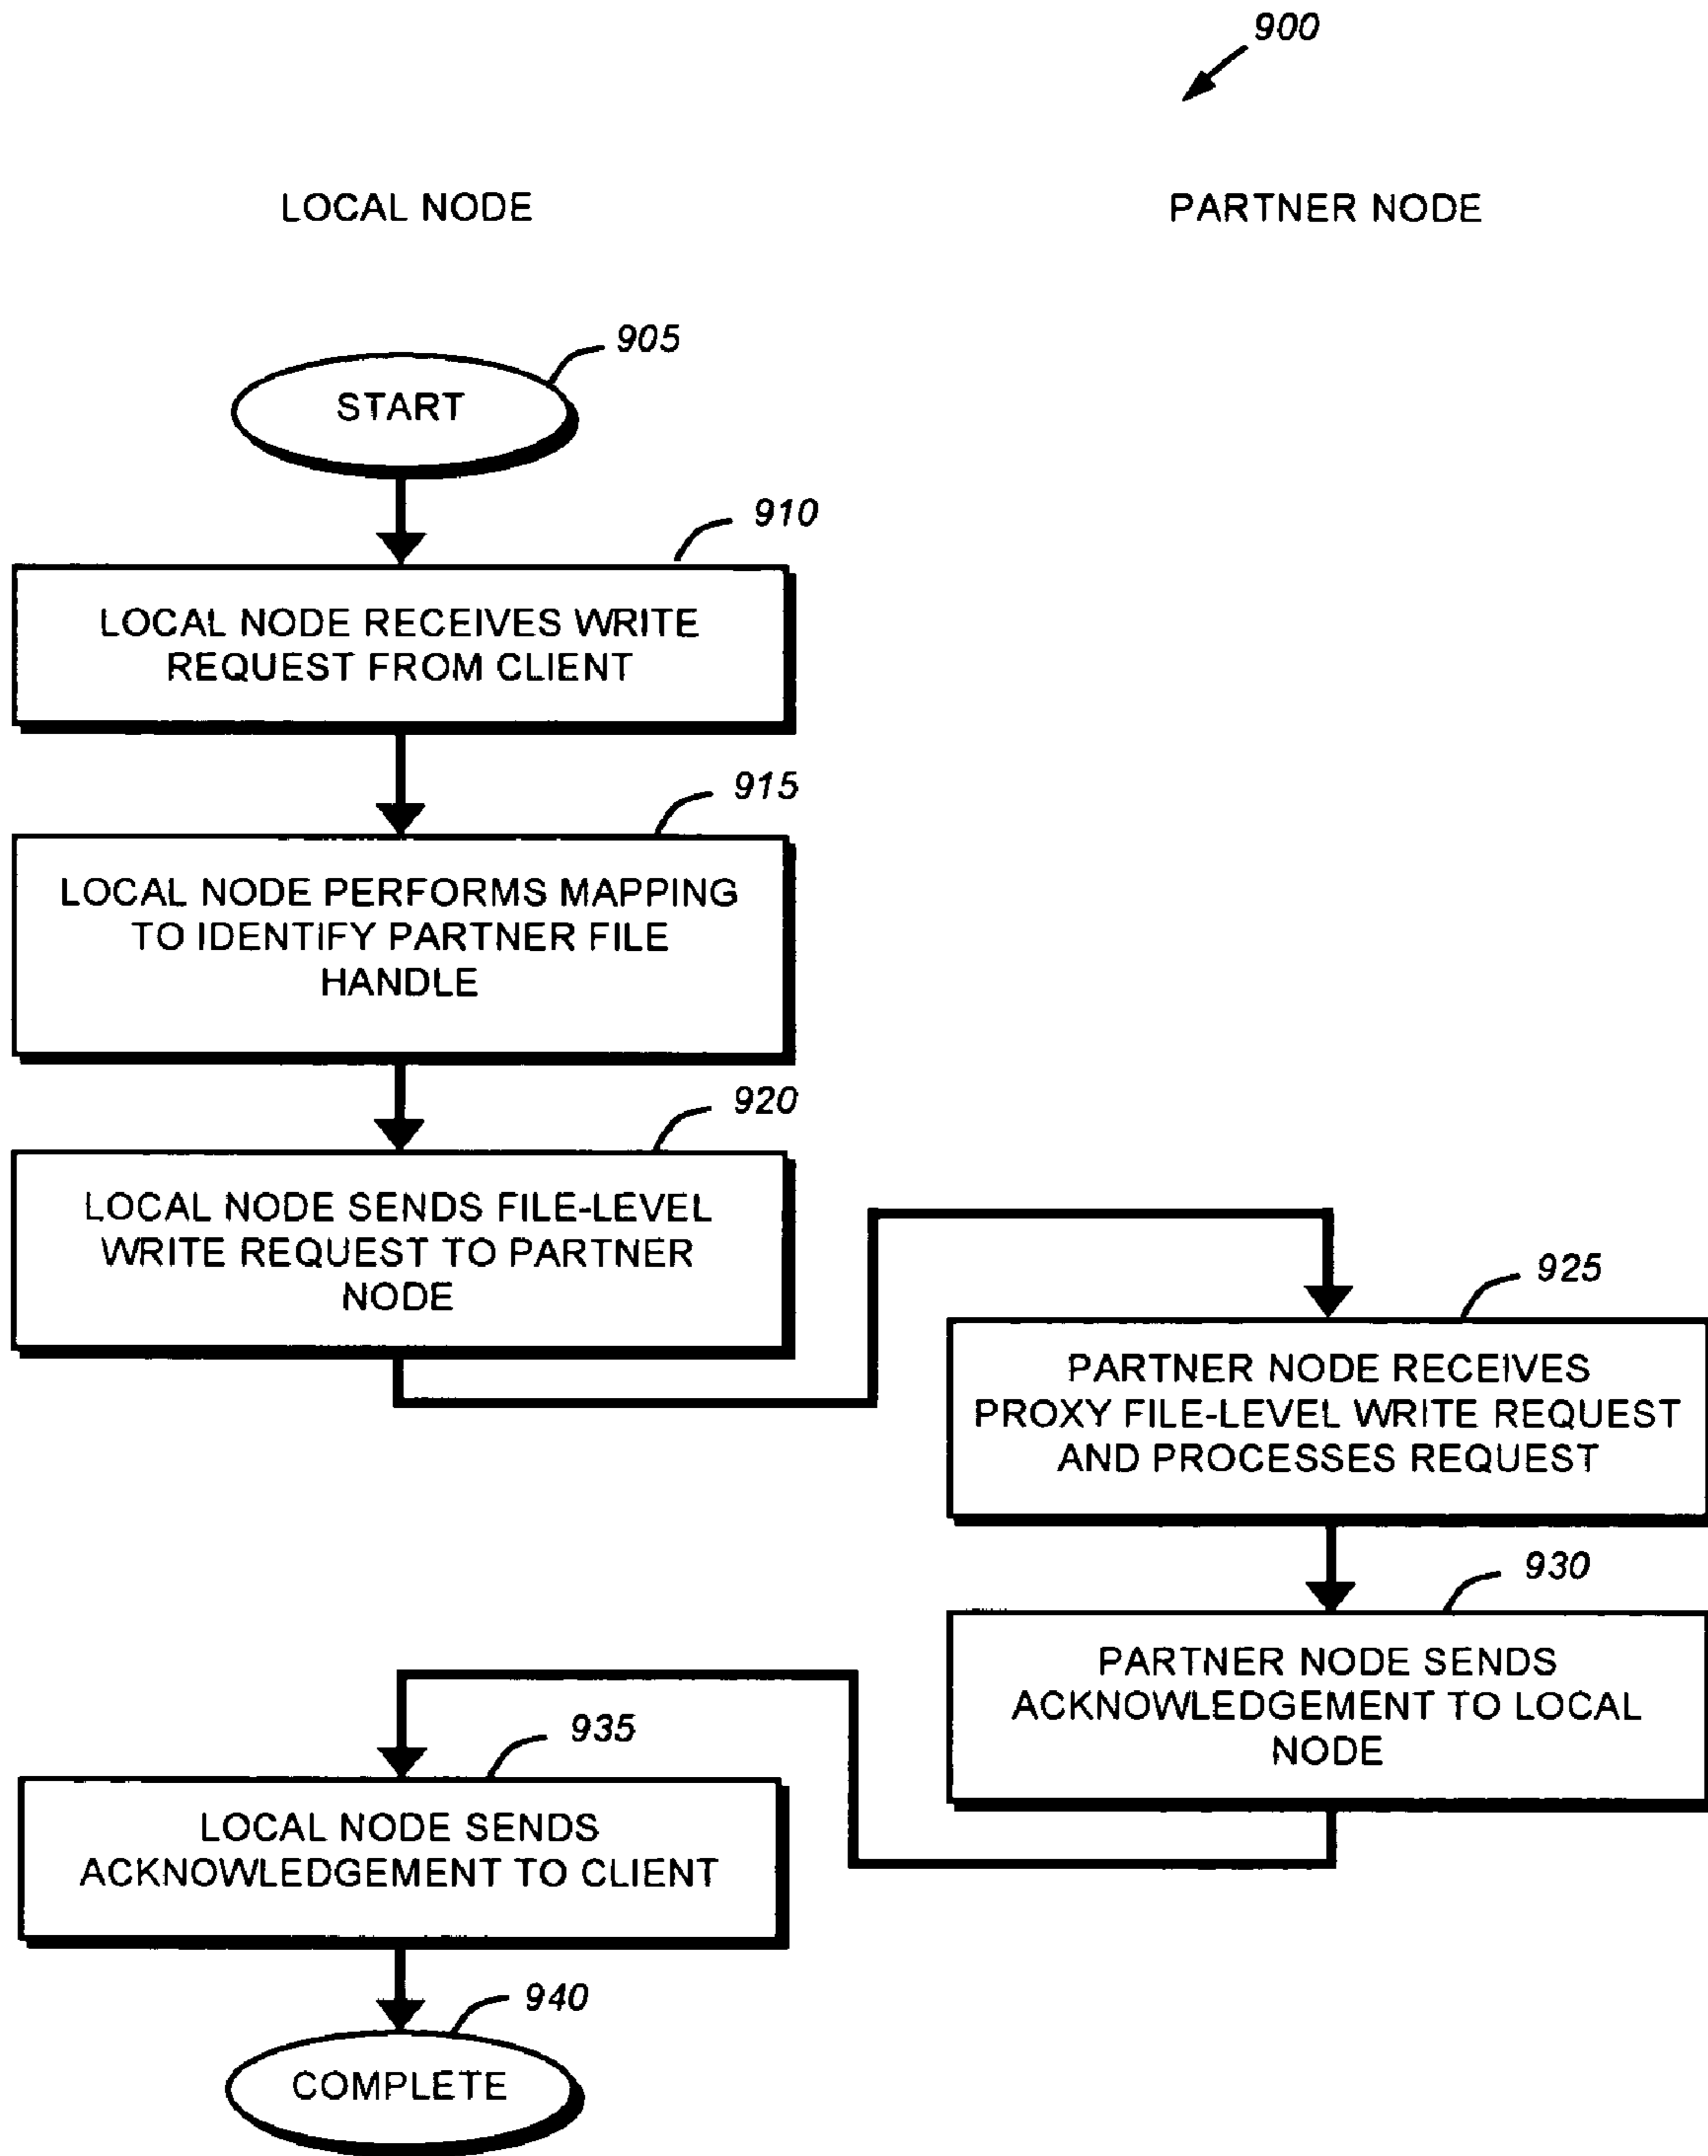 900
LOCAL NODE
PARTNER NODE
905
START
910
LOCAL NODE RECEIVES WRITE
REQUEST FROM CLIENT
915
LOCAL NODE PERFORMS MAPPING
TO IDENTIFY PARTNER FILE
HANDLE
920
LOCAL NODE SENDS FILE-LEVEL
WRITE REQUEST TO PARTNER
NODE
925
PARTNER NODE RECEIVES
PROXY FILE-LEVEL WRITE REQUEST
AND PROCESSES REQUEST
930
PARTNER NODE SENDS
ACKNOWLEDGEMENT TO LOCAL
NODE
935
LOCAL NODE SENDS
ACKNOWLEDGEMENT TO CLIENT
940
COMPLETE